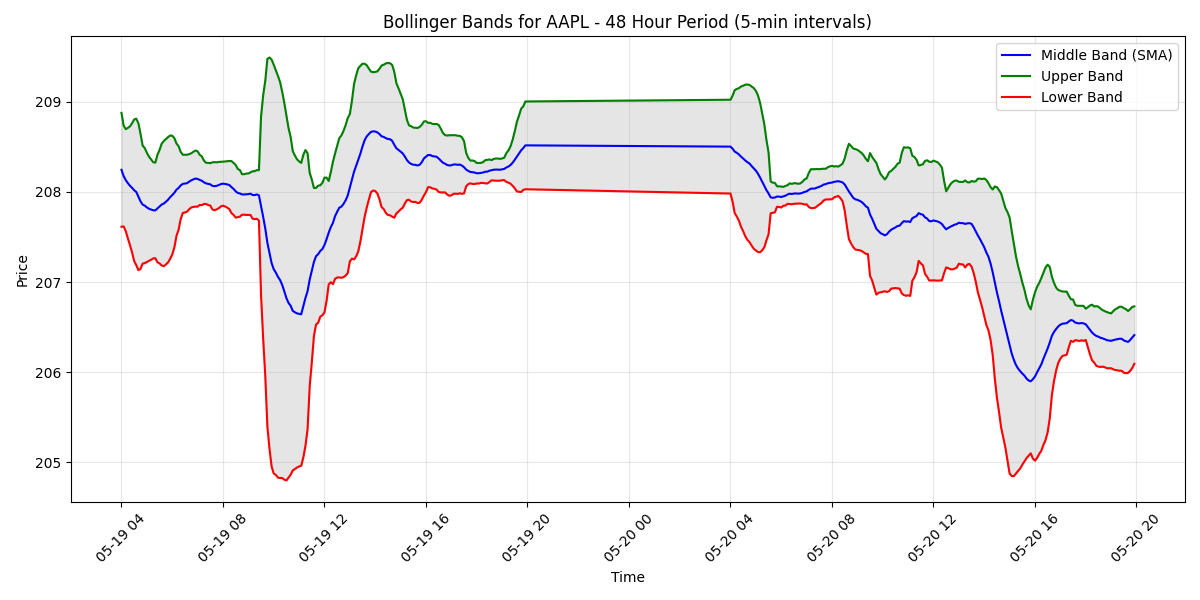 Bollinger Bands for AAPL - 48 Hour Period (5-min intervals)
Middle Band (SMA)
Upper Band
Lower Band
Price
209
208
207
206
205
05-19 04
05-19 08
05-19 12
05-19 16
05-19 20
05-20 00
05-20 04
05-20 08
05-20 12
05-20 16
05-20 20
Time